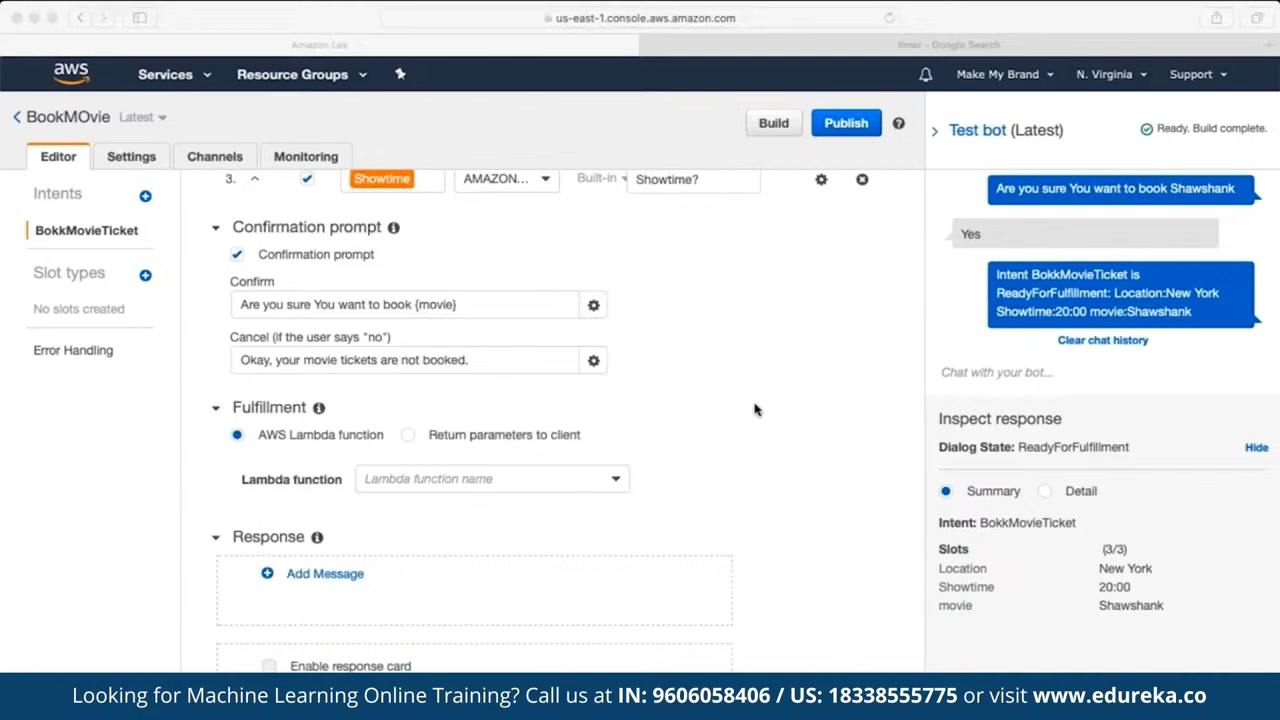 us-east-1.console.aws.amazon.com
Amazon Lex
- Google Search
aws
Services
Resource Groups
Make My Brand
N. Virginia
Support
BookMOvie
Latest
Build
Publish
Test bot (Latest)
Ready. Build complete.
Editor
Settings
Channels
Monitoring
Intents
BokkMovieTicket
Slot types
No slots created
Error Handling
3.
Showtime
AMAZON...
Built-in
Showtime?
Confirmation prompt
Confirmation prompt
Confirm
Are you sure You want to book {movie}
Cancel (if the user says "no")
Okay, your movie tickets are not booked.
Fulfillment
AWS Lambda function
Return parameters to client
Lambda function
Lambda function name
Response
Add Message
Enable response card
Are you sure You want to book Shawshank
Yes
Intent BokkMovieTicket is
ReadyForFulfillment: Location:New York
Showtime:20:00 movie:Shawshank
Clear chat history
Chat with your bot...
Inspect response
Dialog State: ReadyForFulfillment
Hide
Summary
Detail
Intent: BokkMovieTicket
Slots (3/3)
Location New York
Showtime 20:00
movie Shawshank
Looking for Machine Learning Online Training? Call us at IN: 9606058406 / US: 18338555775 or visit www.edureka.co